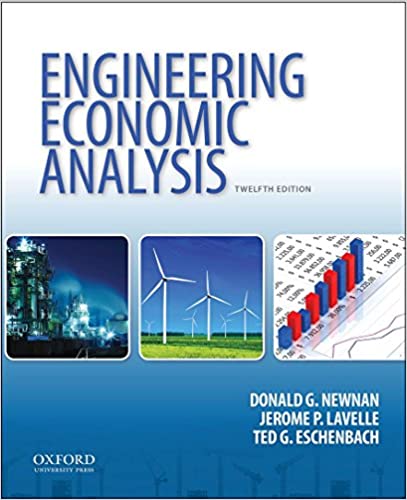 ENGINEERING
ECONOMIC
ANALYSIS
TWELFTH EDITION
DONALD G. NEWNAN
JEROME P. LAVELLE
TED G. ESCHENBACH
OXFORD
UNIVERSITY PRESS